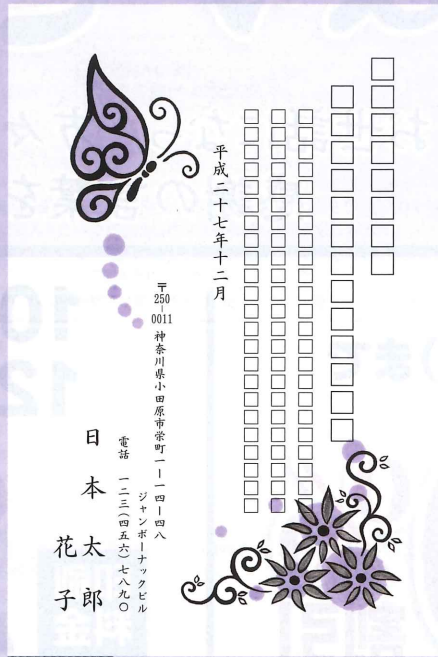 平成二十七年十二月
〒250-0011 神奈川県小田原市栄町一ー一四ー四八
ジャンボーナックビル
電話 一二三(四五六)七八九〇
日本 太郎
花子